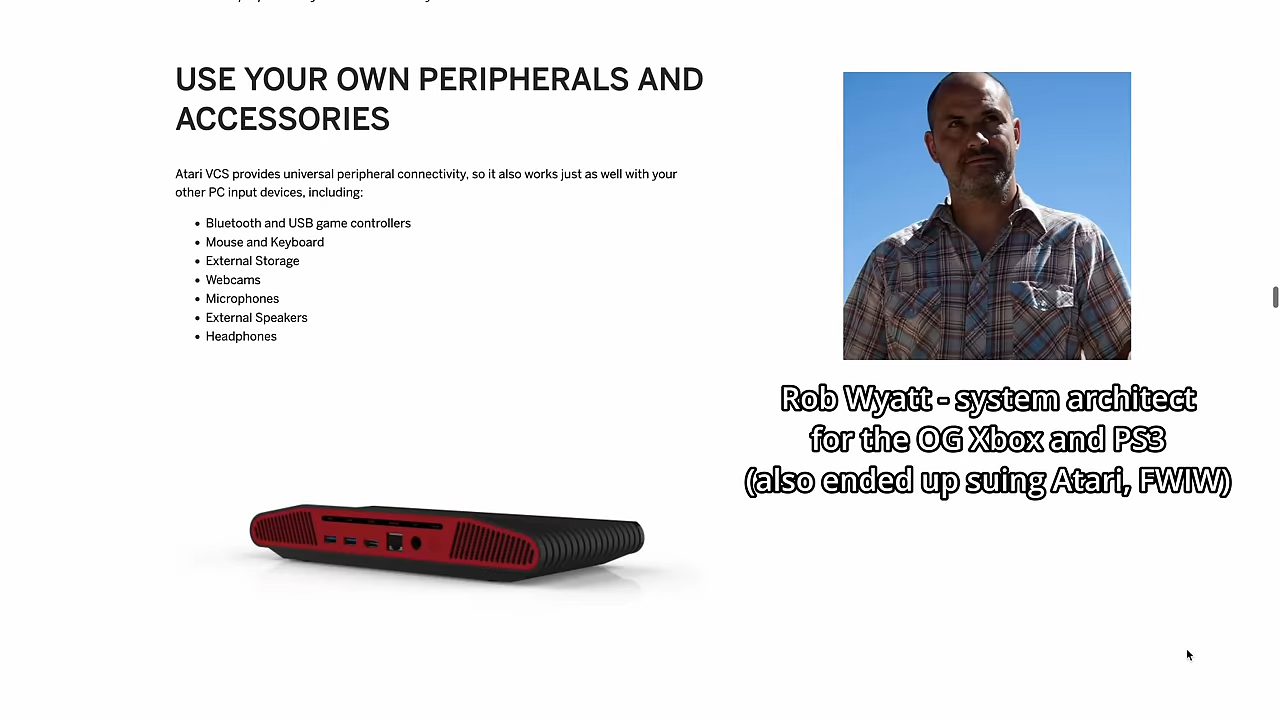 USE YOUR OWN PERIPHERALS AND
ACCESSORIES
Atari VCS provides universal peripheral connectivity, so it also works just as well with your
other PC input devices, including:
• Bluetooth and USB game controllers
• Mouse and Keyboard
• External Storage
• Webcams
• Microphones
• External Speakers
• Headphones
Rob Wyatt - system architect
for the OG Xbox and PS3
(also ended up suing Atari, FWIW)